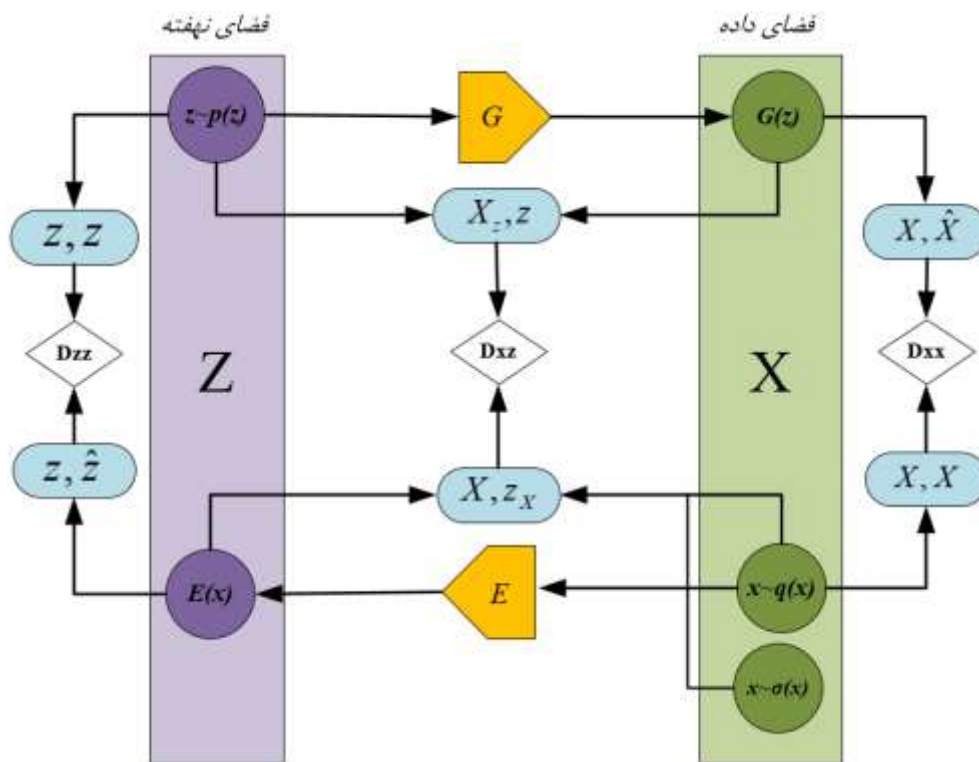 فضای داده
فضای نهفته
z~p(z)
G
G(z)
X_z, z
z, z
X, X̂
Dzz
Z
Dxz
X
Dxx
z, ẑ
X, z_X
X, X
E(x)
E
x~q(x)
x~σ(x)